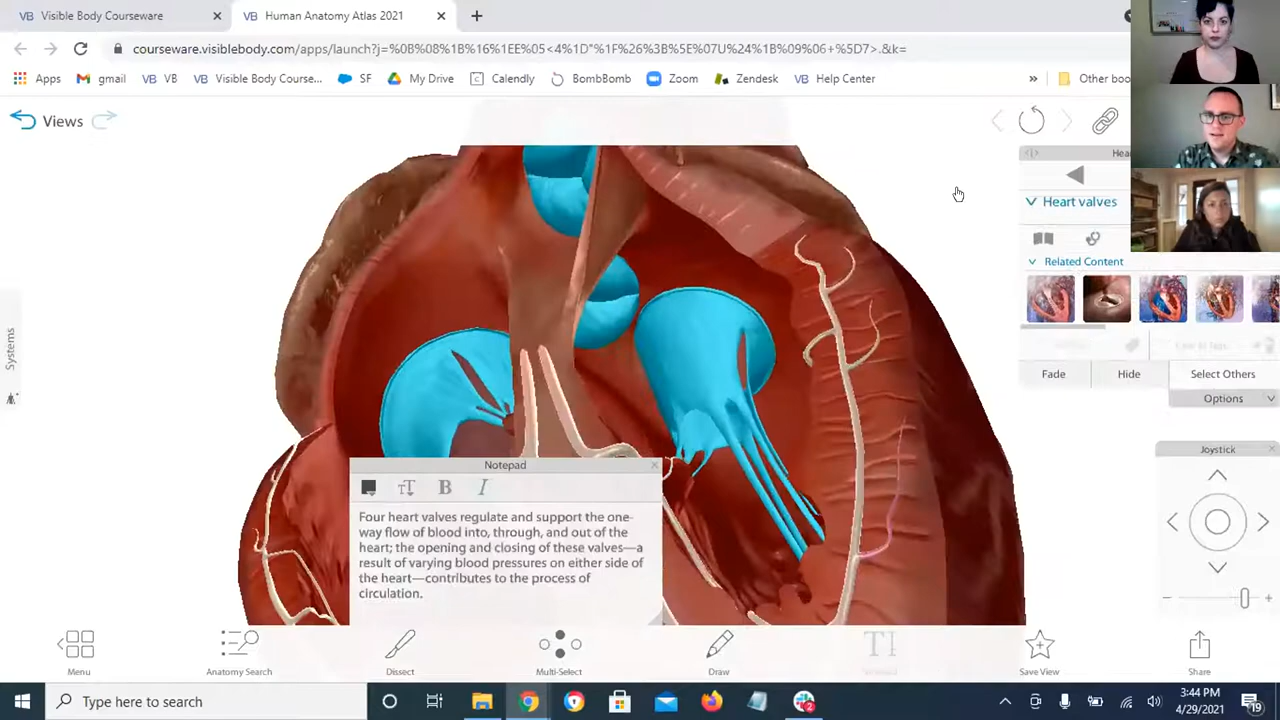 Visible Body Courseware
Human Anatomy Atlas 2021
courseware.visiblebody.com/apps/launch?j=%0B%08%1B%16%1EE%05<4%1D"%1F%26%3B%5E%07U%24%1B%09%06+%5D7>.&k=
Apps
gmail
VB
Visible Body Course...
SF
My Drive
Calendly
BombBomb
Zoom
Zendesk
Help Center
»
Other boo
Views
Hea
Heart valves
Related Content
Fade
Hide
Select Others
Options
Systems
Joystick
Notepad
B
I
Four heart valves regulate and support the one-
way flow of blood into, through, and out of the
heart; the opening and closing of these valves—a
result of varying blood pressures on either side of
the heart—contributes to the process of
circulation.
Menu
Anatomy Search
Dissect
Multi-Select
Draw
Save View
Share
Type here to search
3:44 PM
4/29/2021
19